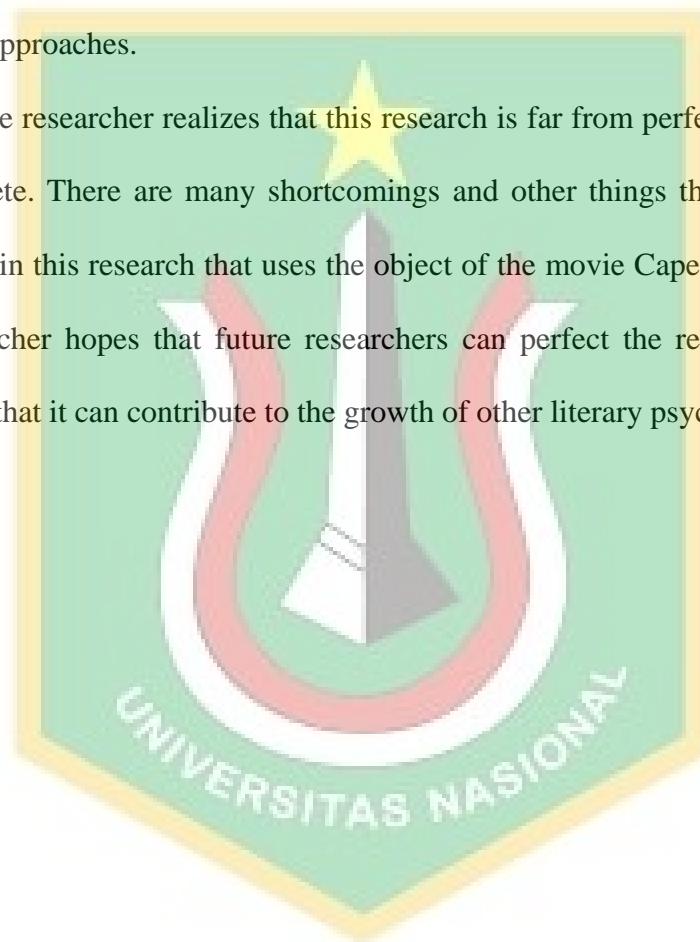 pproaches.
e researcher realizes that this research is far from perfe
ete. There are many shortcomings and other things th
in this research that uses the object of the movie Cape
cher hopes that future researchers can perfect the re
that it can contribute to the growth of other literary psyc
UNIVERSITAS NASIONAL